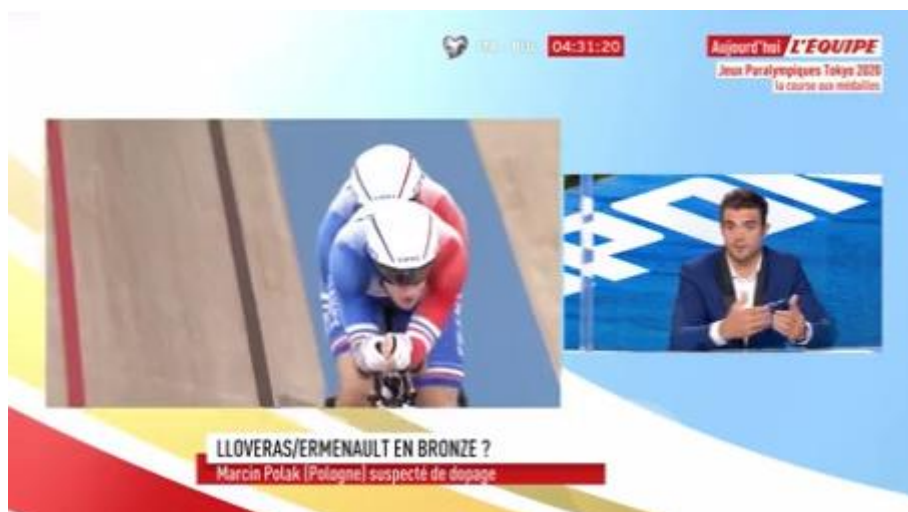 04:31:20
Aujourd'hui L'ÉQUIPE
Jeux Paralympiques Tokyo 2020
la course aux médailles
LLOVERAS/ERMENAULT EN BRONZE ?
Marcin Polak (Pologne) suspecté de dopage